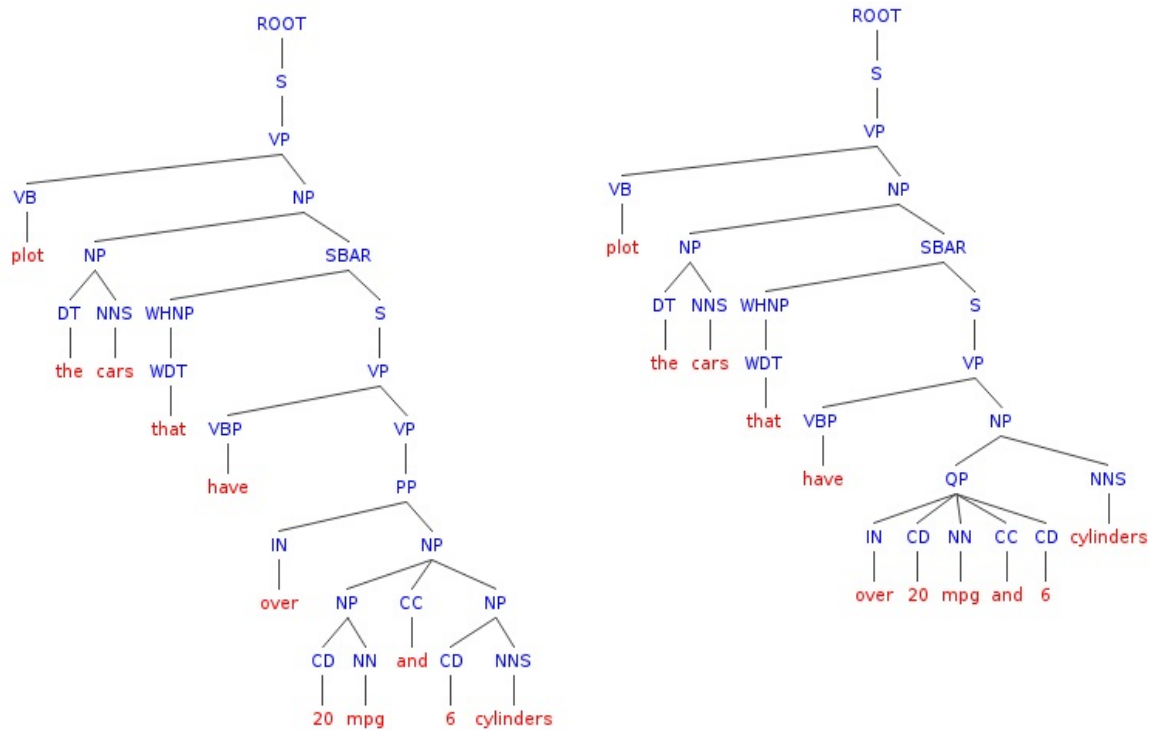 ROOT
S
VP
VB NP
plot NP SBAR
DT NNS WHNP S
the cars WDT VP
that VBP VP
have PP
IN NP
over NP CC NP
CD NN and CD NNS
20 mpg 6 cylinders
ROOT
S
VP
VB NP
plot NP SBAR
DT NNS WHNP S
the cars WDT VP
that VBP NP
have QP NNS
IN CD NN CC CD cylinders
over 20 mpg and 6